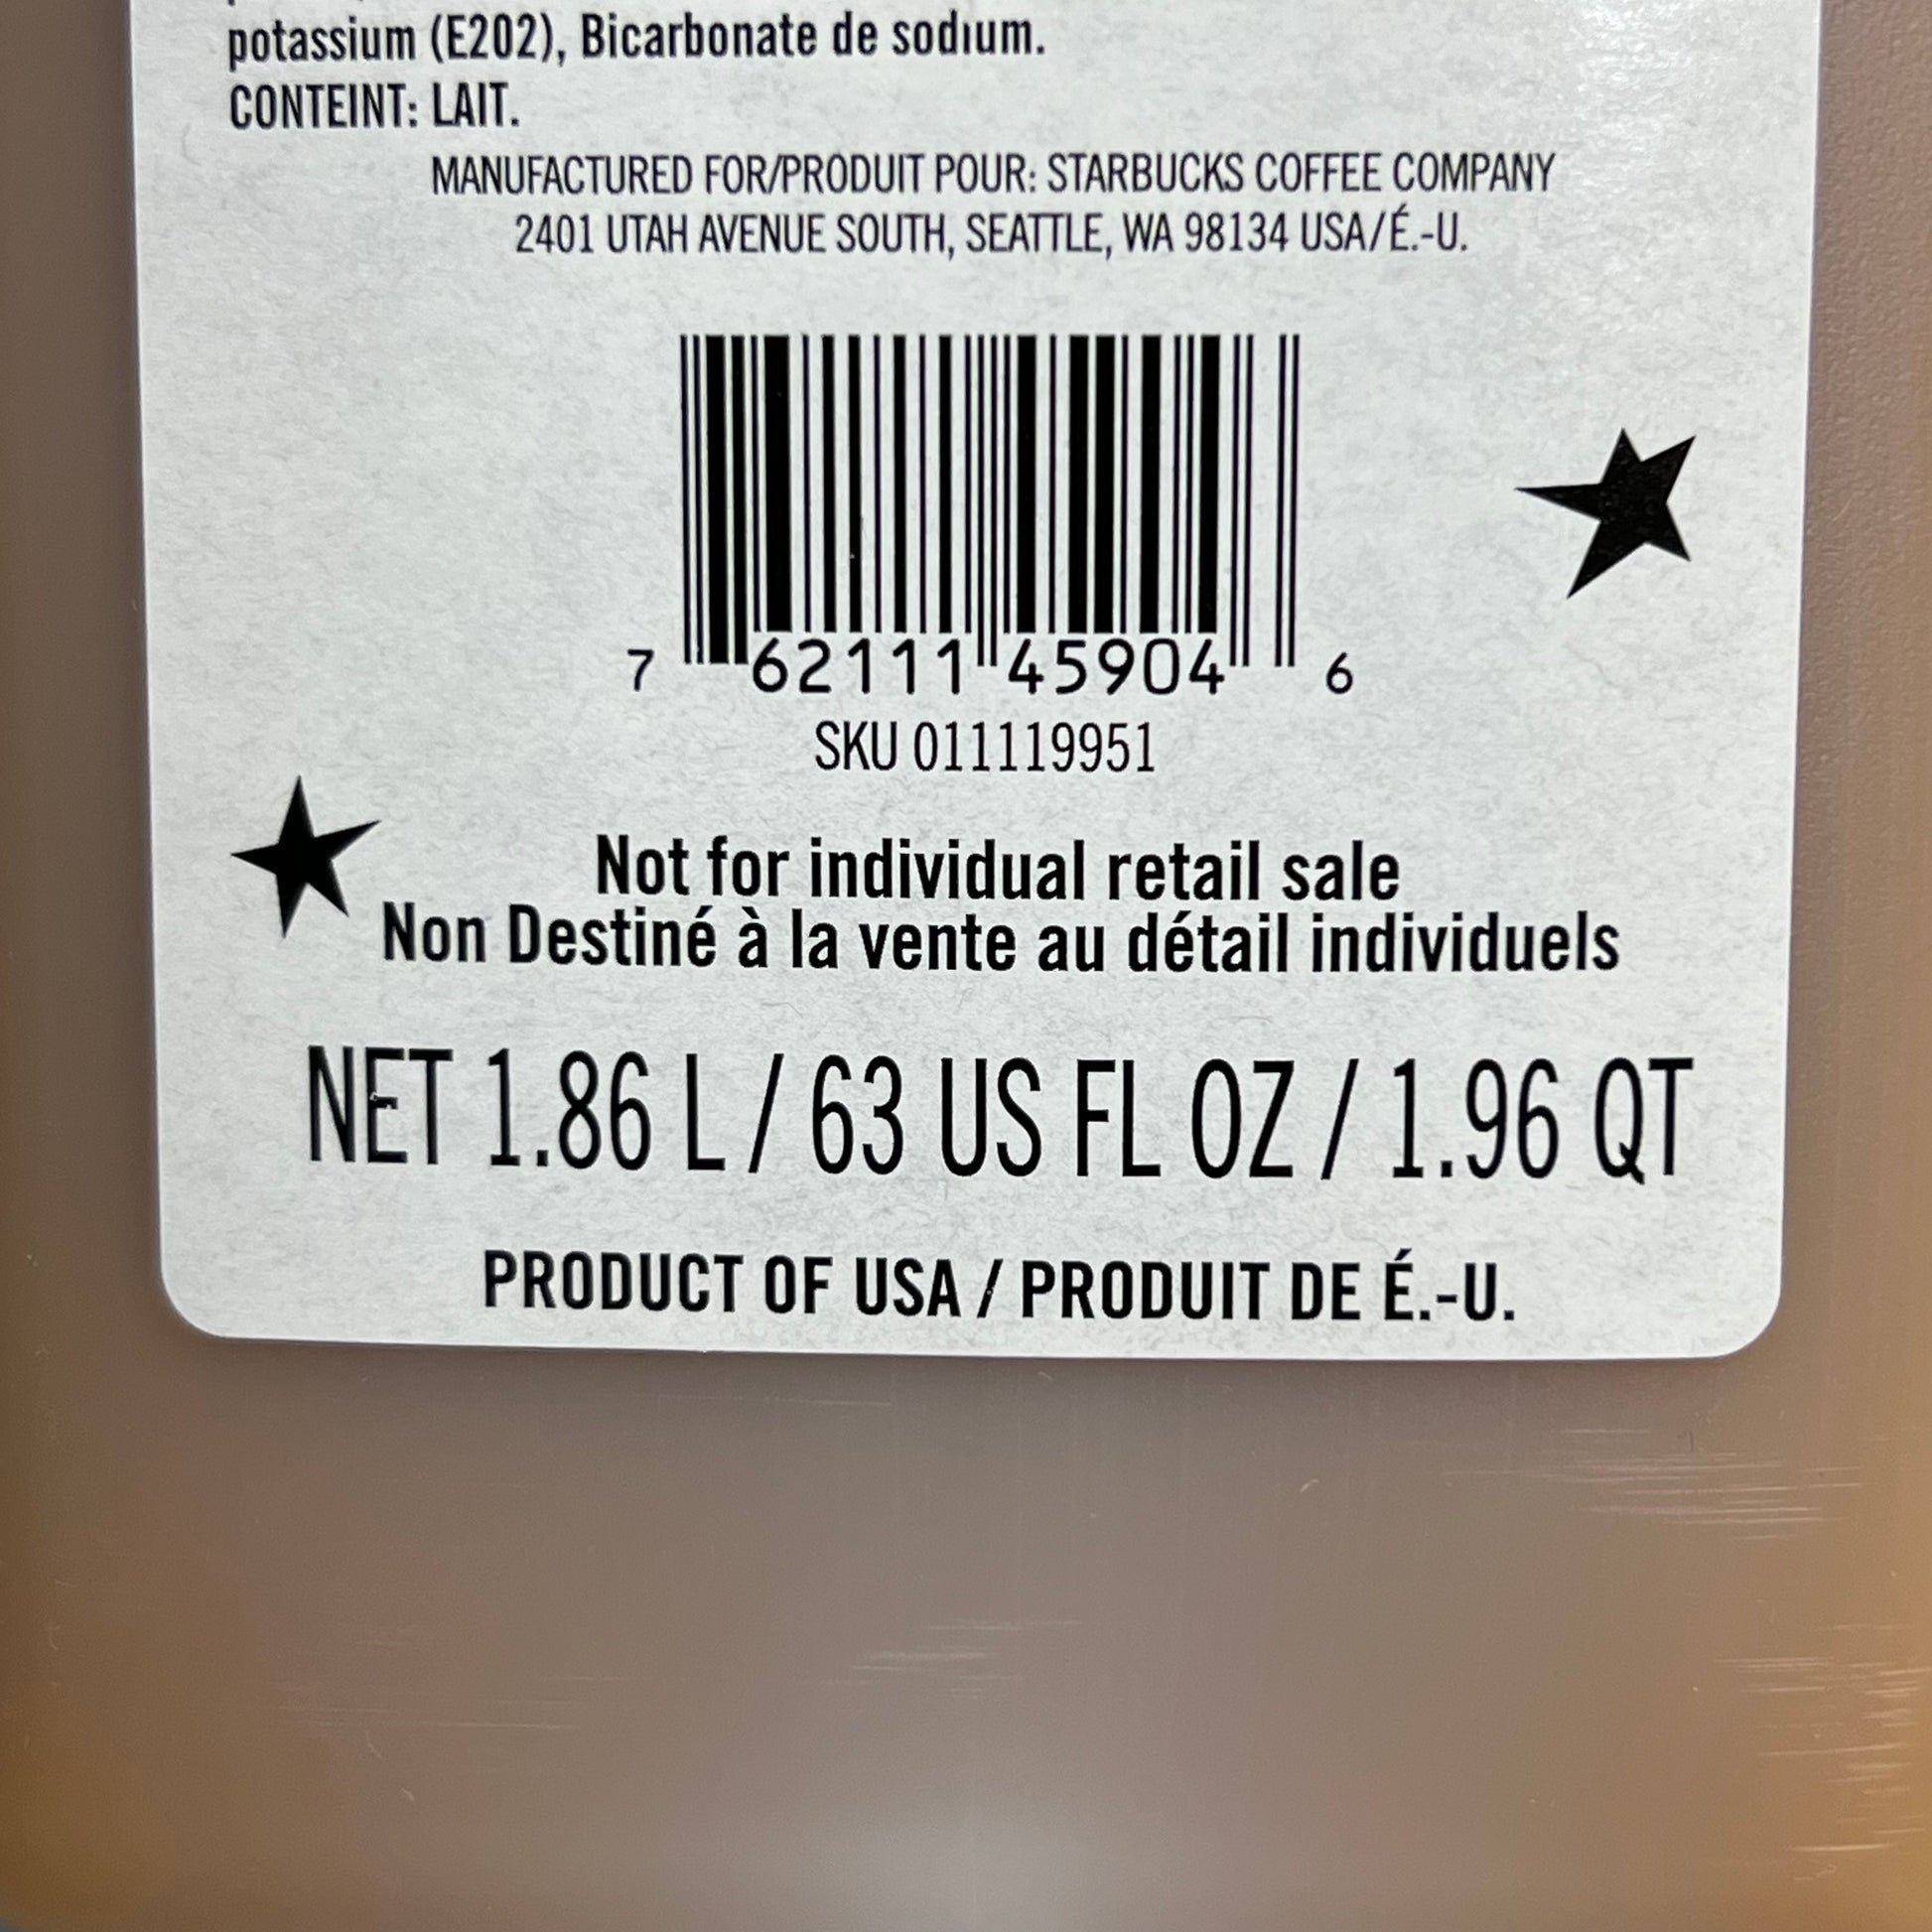 potassium (E202), Bicarbonate de sodium.
CONTEINT: LAIT.
MANUFACTURED FOR/PRODUIT POUR: STARBUCKS COFFEE COMPANY
2401 UTAH AVENUE SOUTH, SEATTLE, WA 98134 USA/É.-U.
7 62111 45904 6
SKU 011119951
Not for individual retail sale
Non Destiné à la vente au détail individuels
NET 1.86 L / 63 US FL OZ / 1.96 QT
PRODUCT OF USA / PRODUIT DE É.-U.